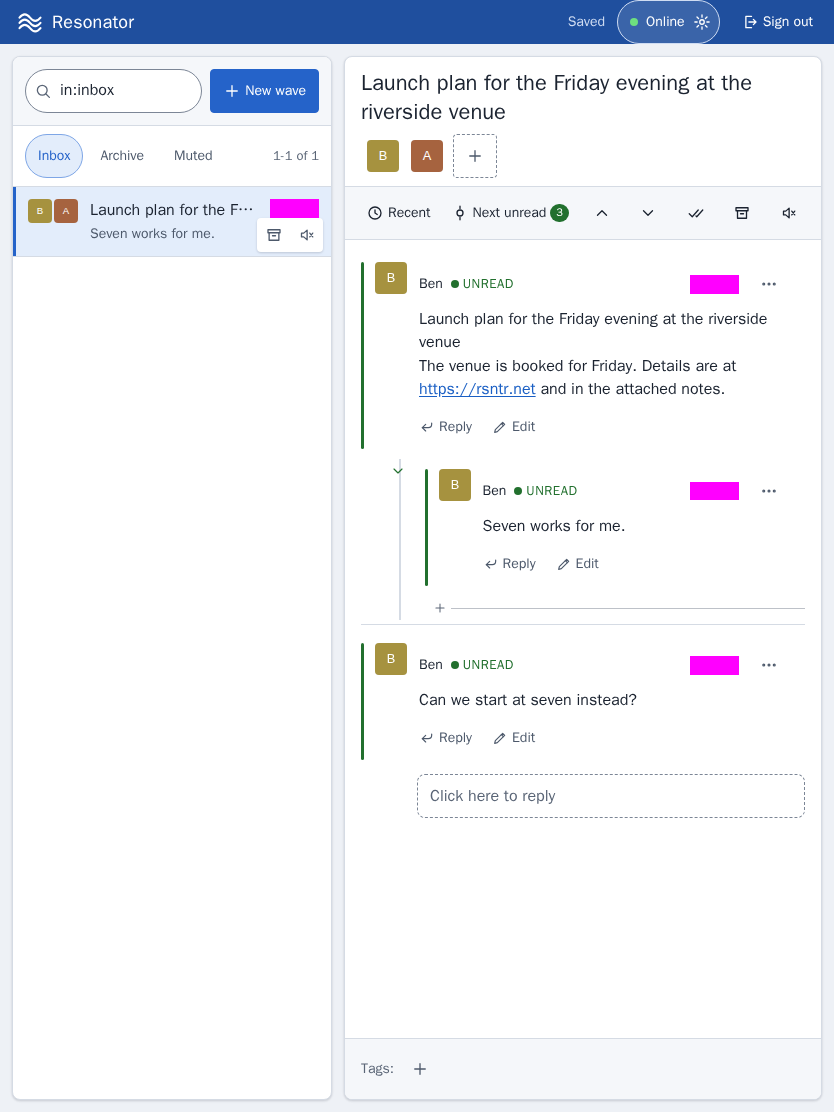 Resonator
Saved
Online
Sign out
in:inbox
New wave
Inbox
Archive
Muted
1-1 of 1
B
A
Launch plan for the F···
Seven works for me.
Launch plan for the Friday evening at the
riverside venue
B
A
Recent
Next unread 3
B
Ben
UNREAD
Launch plan for the Friday evening at the riverside
venue
The venue is booked for Friday. Details are at
https://rsntr.net and in the attached notes.
Reply
Edit
B
Ben
UNREAD
Seven works for me.
Reply
Edit
B
Ben
UNREAD
Can we start at seven instead?
Reply
Edit
Click here to reply
Tags: